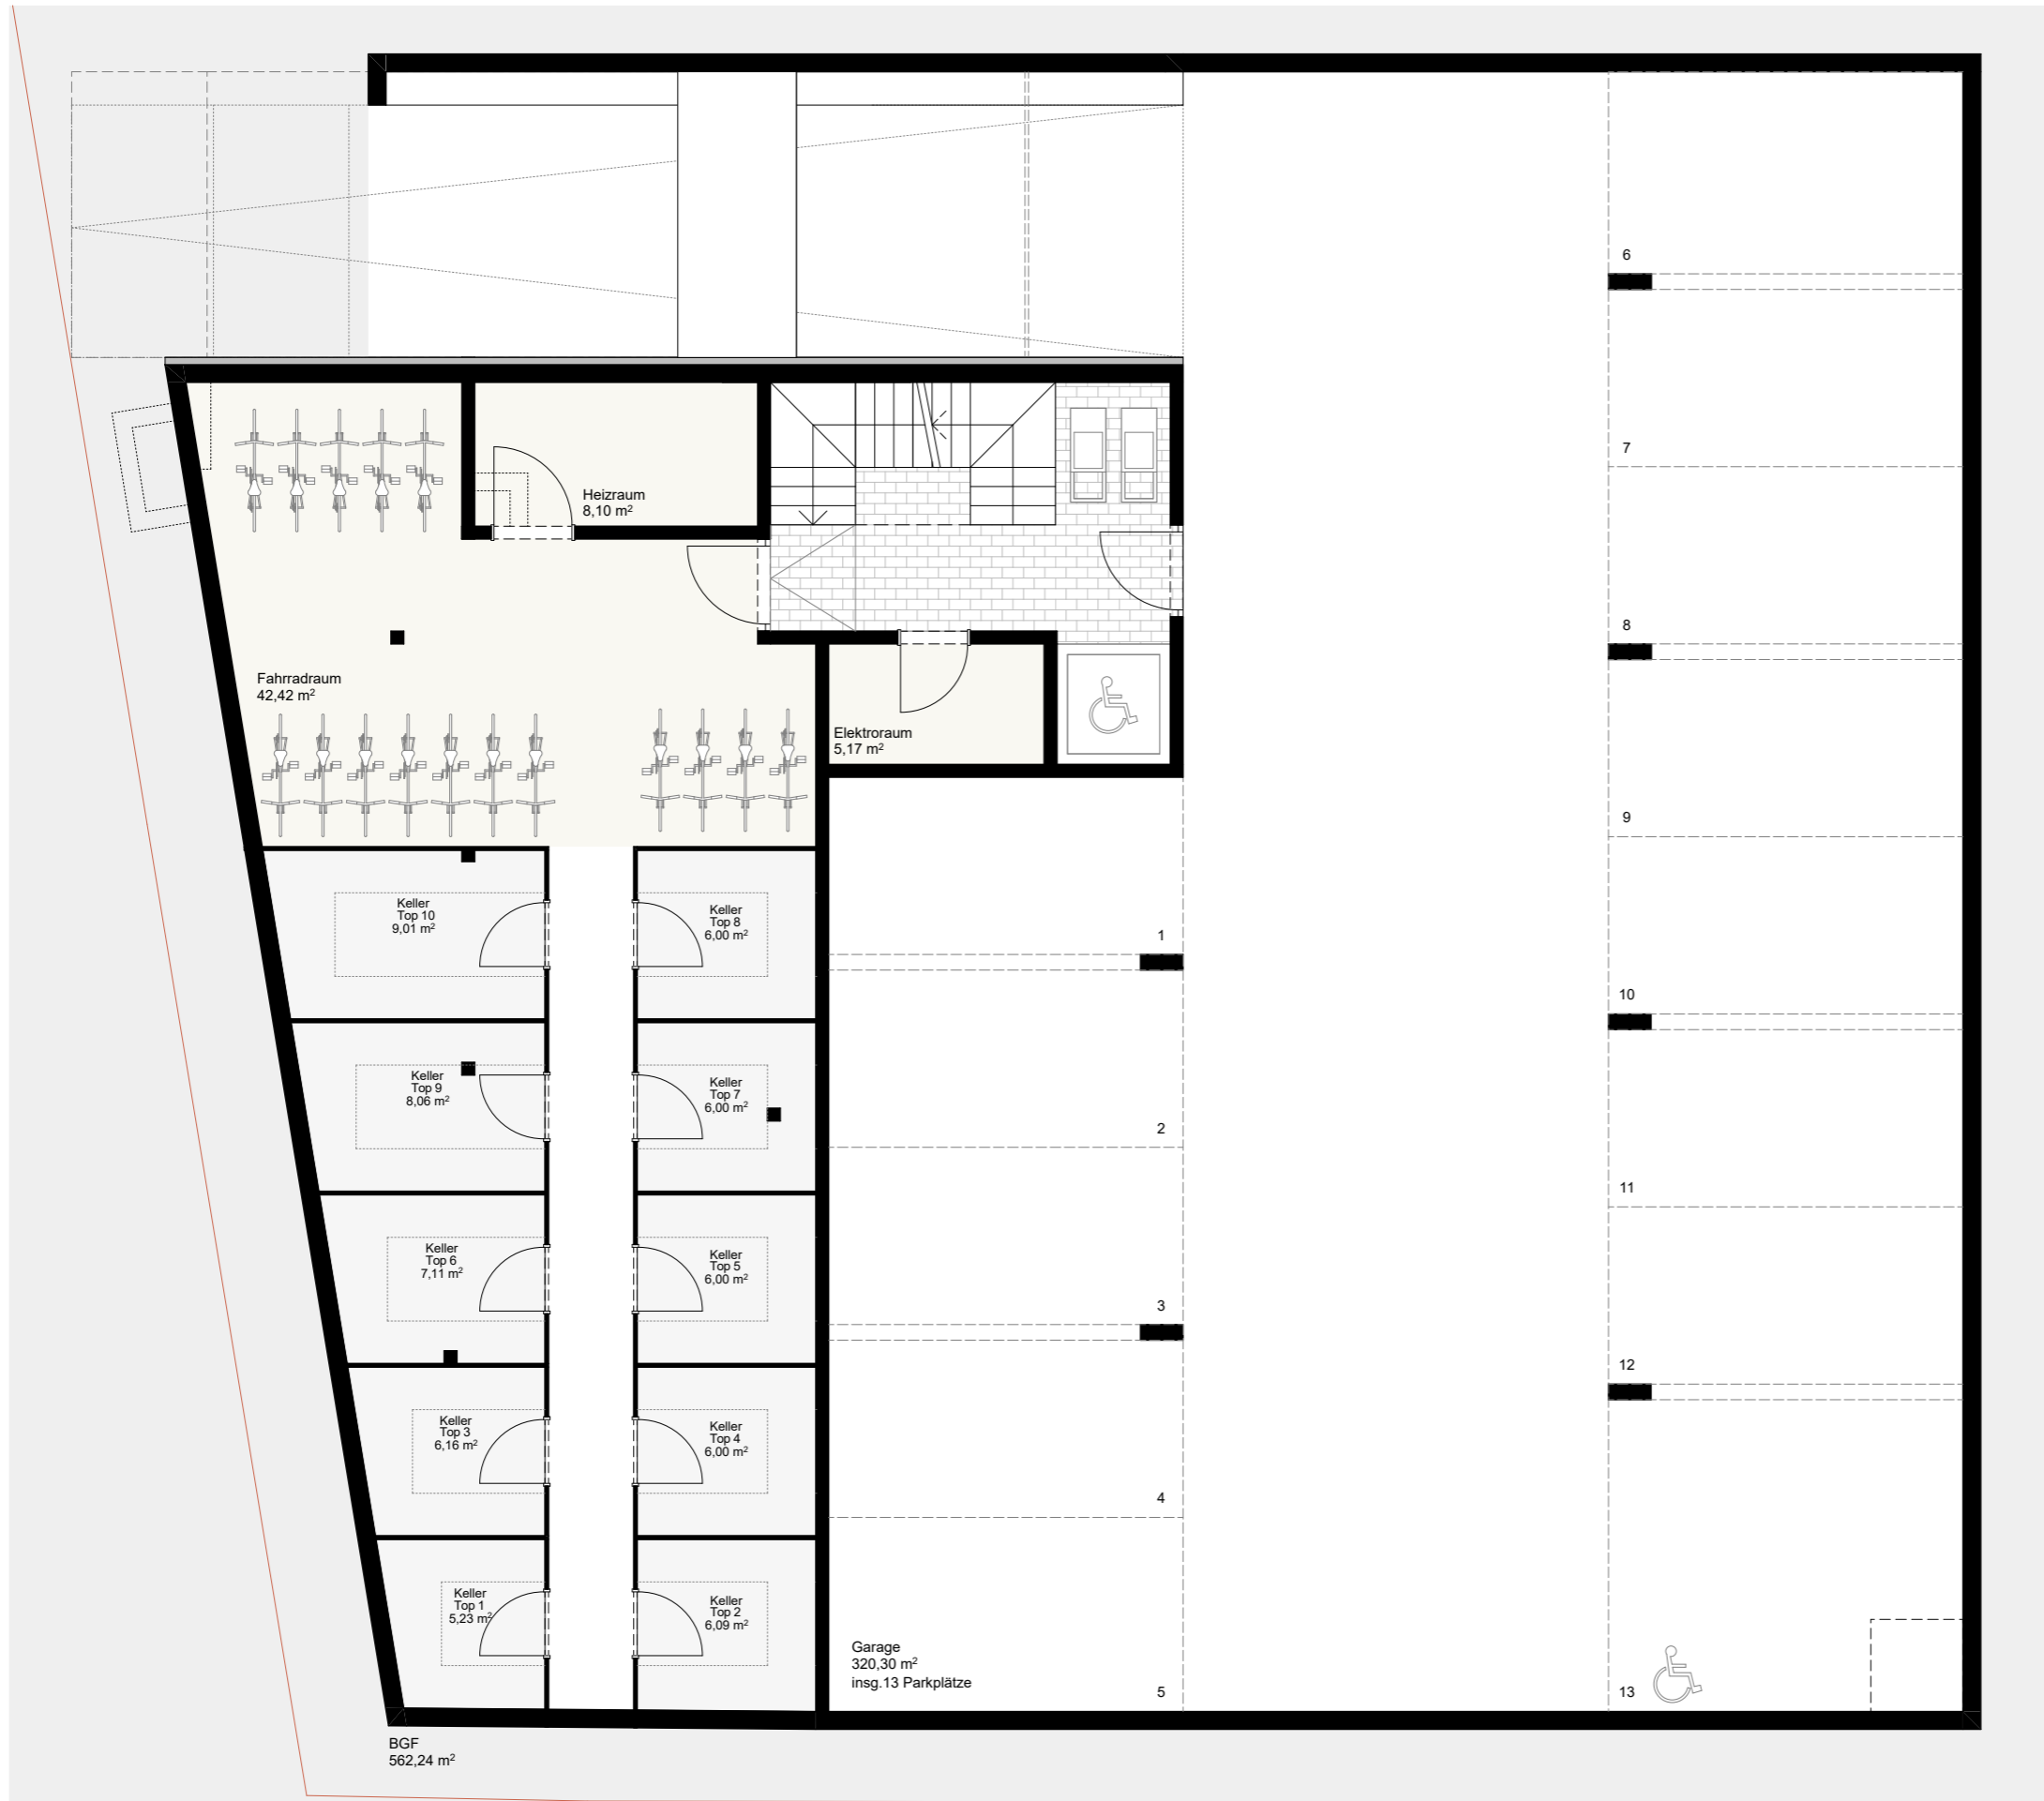 6
7
Heizraum
8,10 m²
8
Fahrradraum
42,42 m²
Elektroraum
5,17 m²
9
Keller
Top 10
9,01 m²
Keller
Top 8
6,00 m²
1
10
Keller
Top 9
8,06 m²
Keller
Top 7
6,00 m²
2
11
Keller
Top 6
7,11 m²
Keller
Top 5
6,00 m²
3
12
Keller
Top 3
6,16 m²
Keller
Top 4
6,00 m²
4
Keller
Top 1
5,23 m²
Keller
Top 2
6,09 m²
Garage
320,30 m²
insg.13 Parkplätze
5
13
BGF
562,24 m²